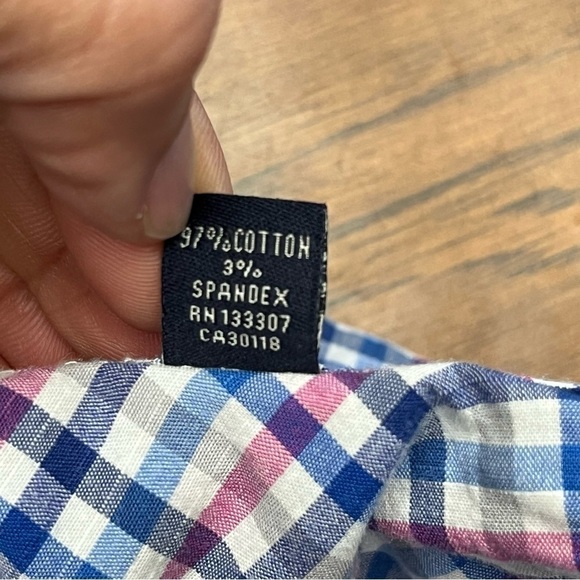 97% COTTON
3%
SPANDEX
RN 133307
CA30118